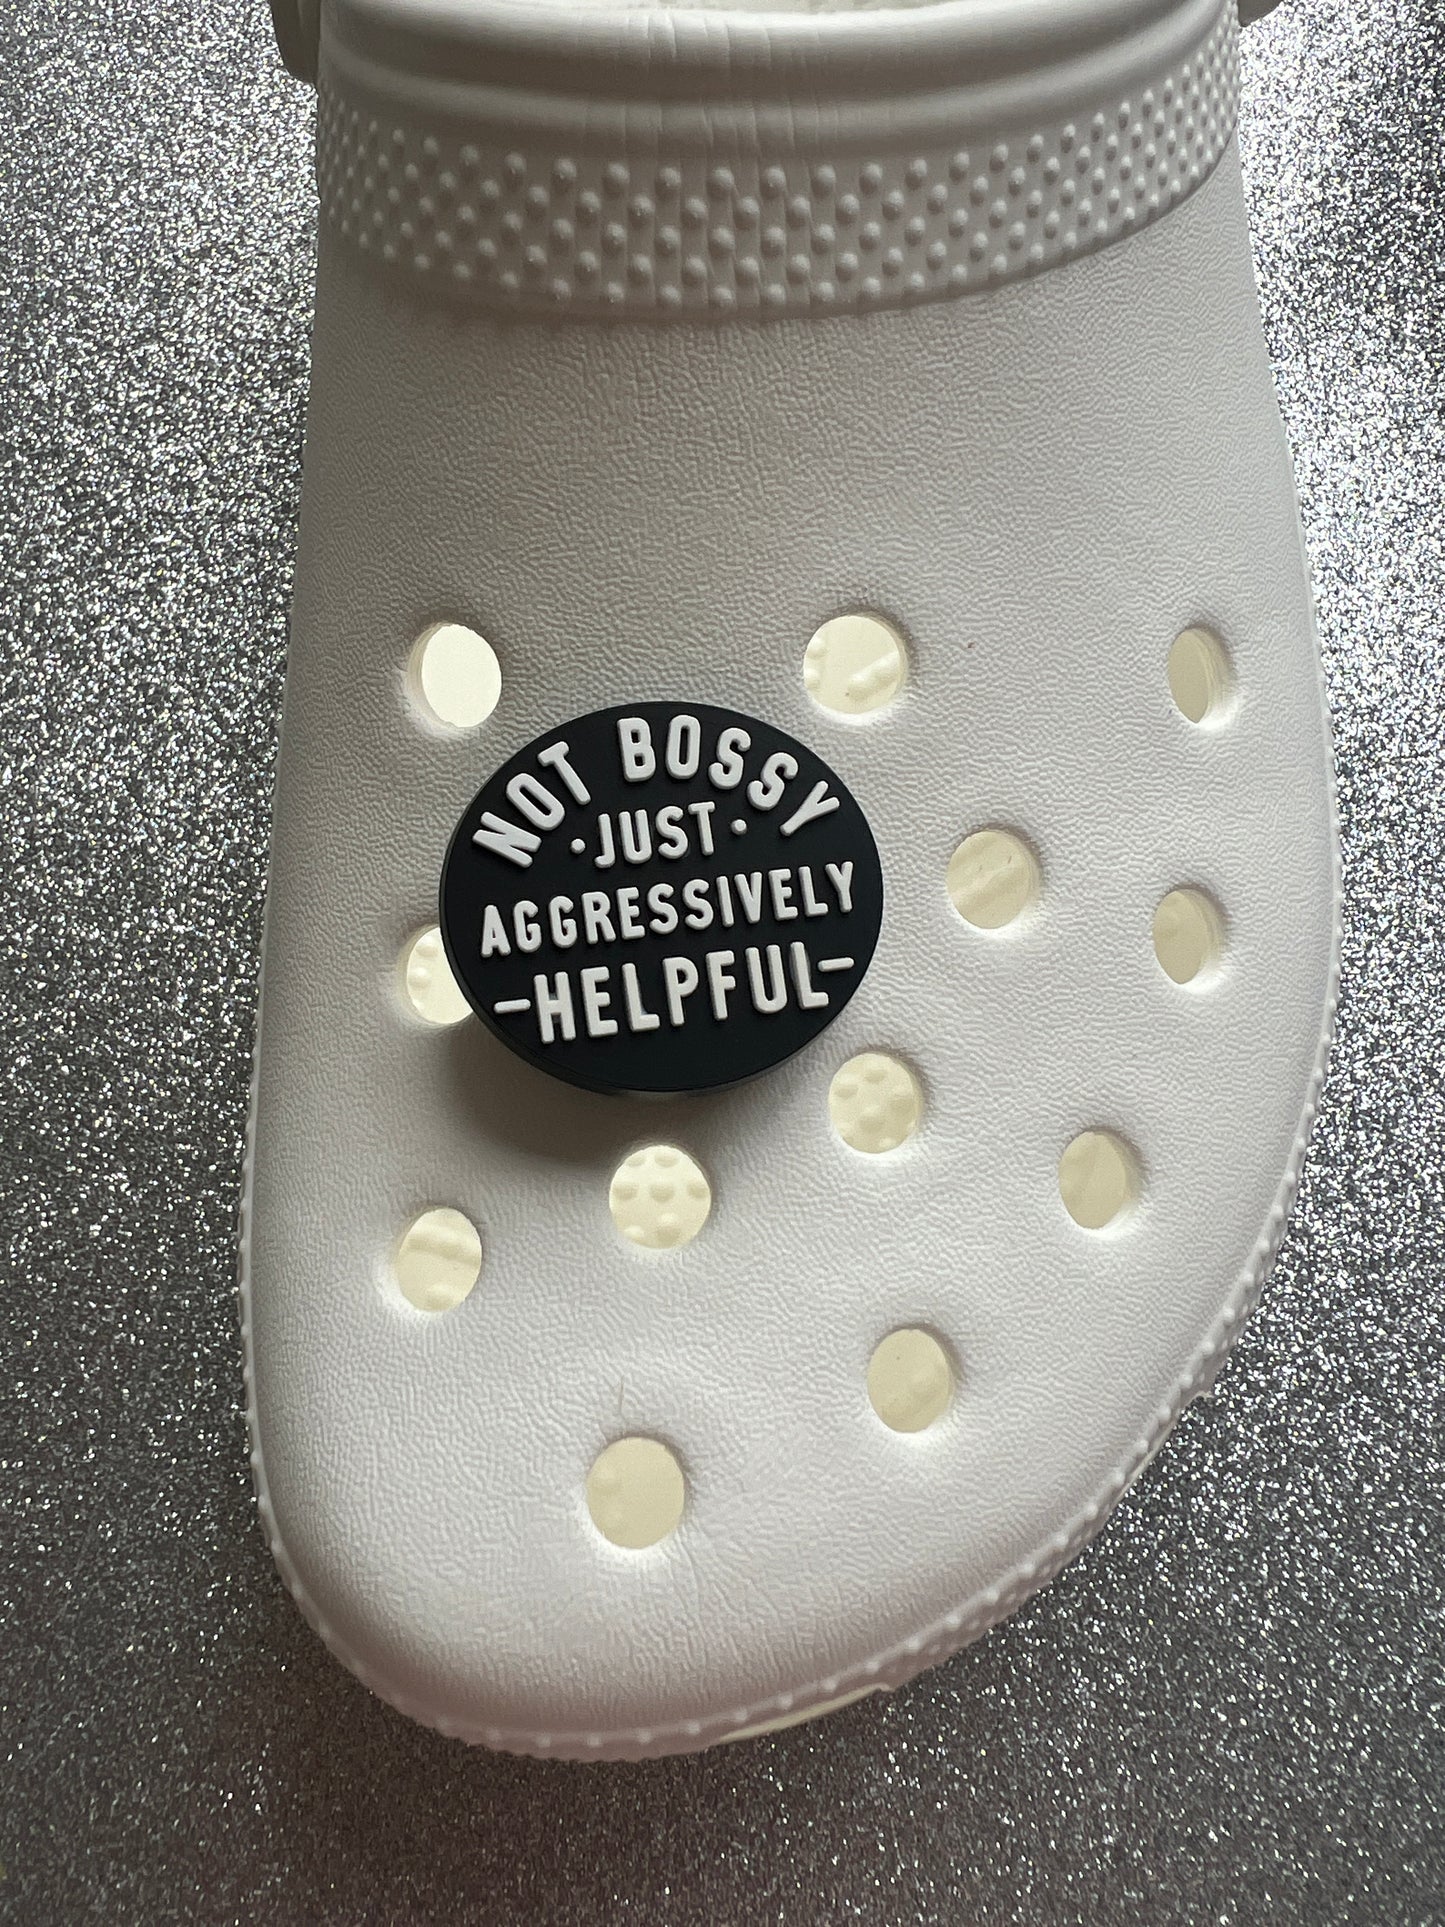 NOT BOSSY
·JUST·
AGGRESSIVELY
-HELPFUL-